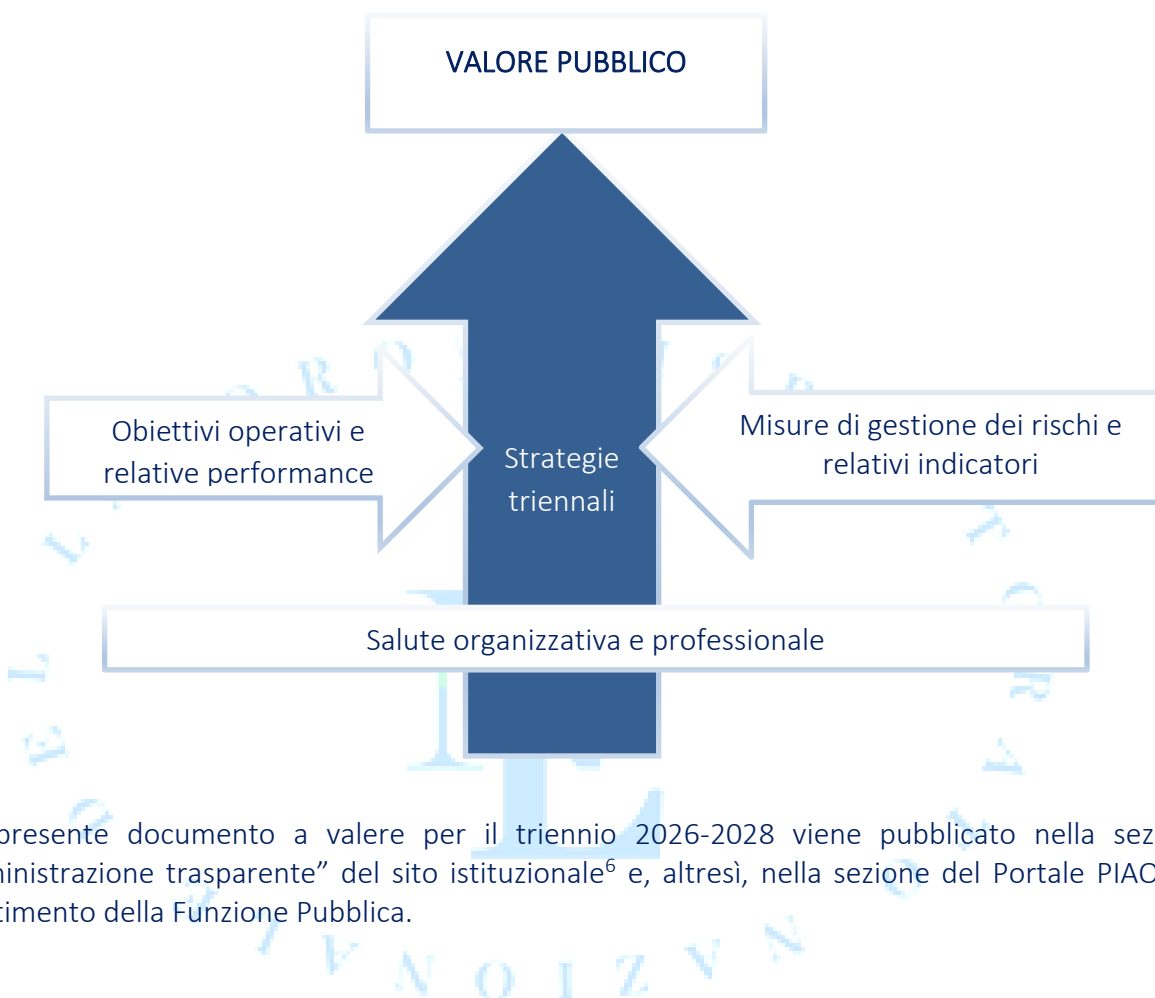 VALORE PUBBLICO
Obiettivi operativi e
relative performance
Strategie
triennali
Misure di gestione dei rischi e
relativi indicatori
Salute organizzativa e professionale
presente documento a valere per il triennio 2026-2028 viene pubblicato nella sez
ministrazione trasparente” del sito istituzionale⁶ e, altresì, nella sezione del Portale PIAO
timento della Funzione Pubblica.